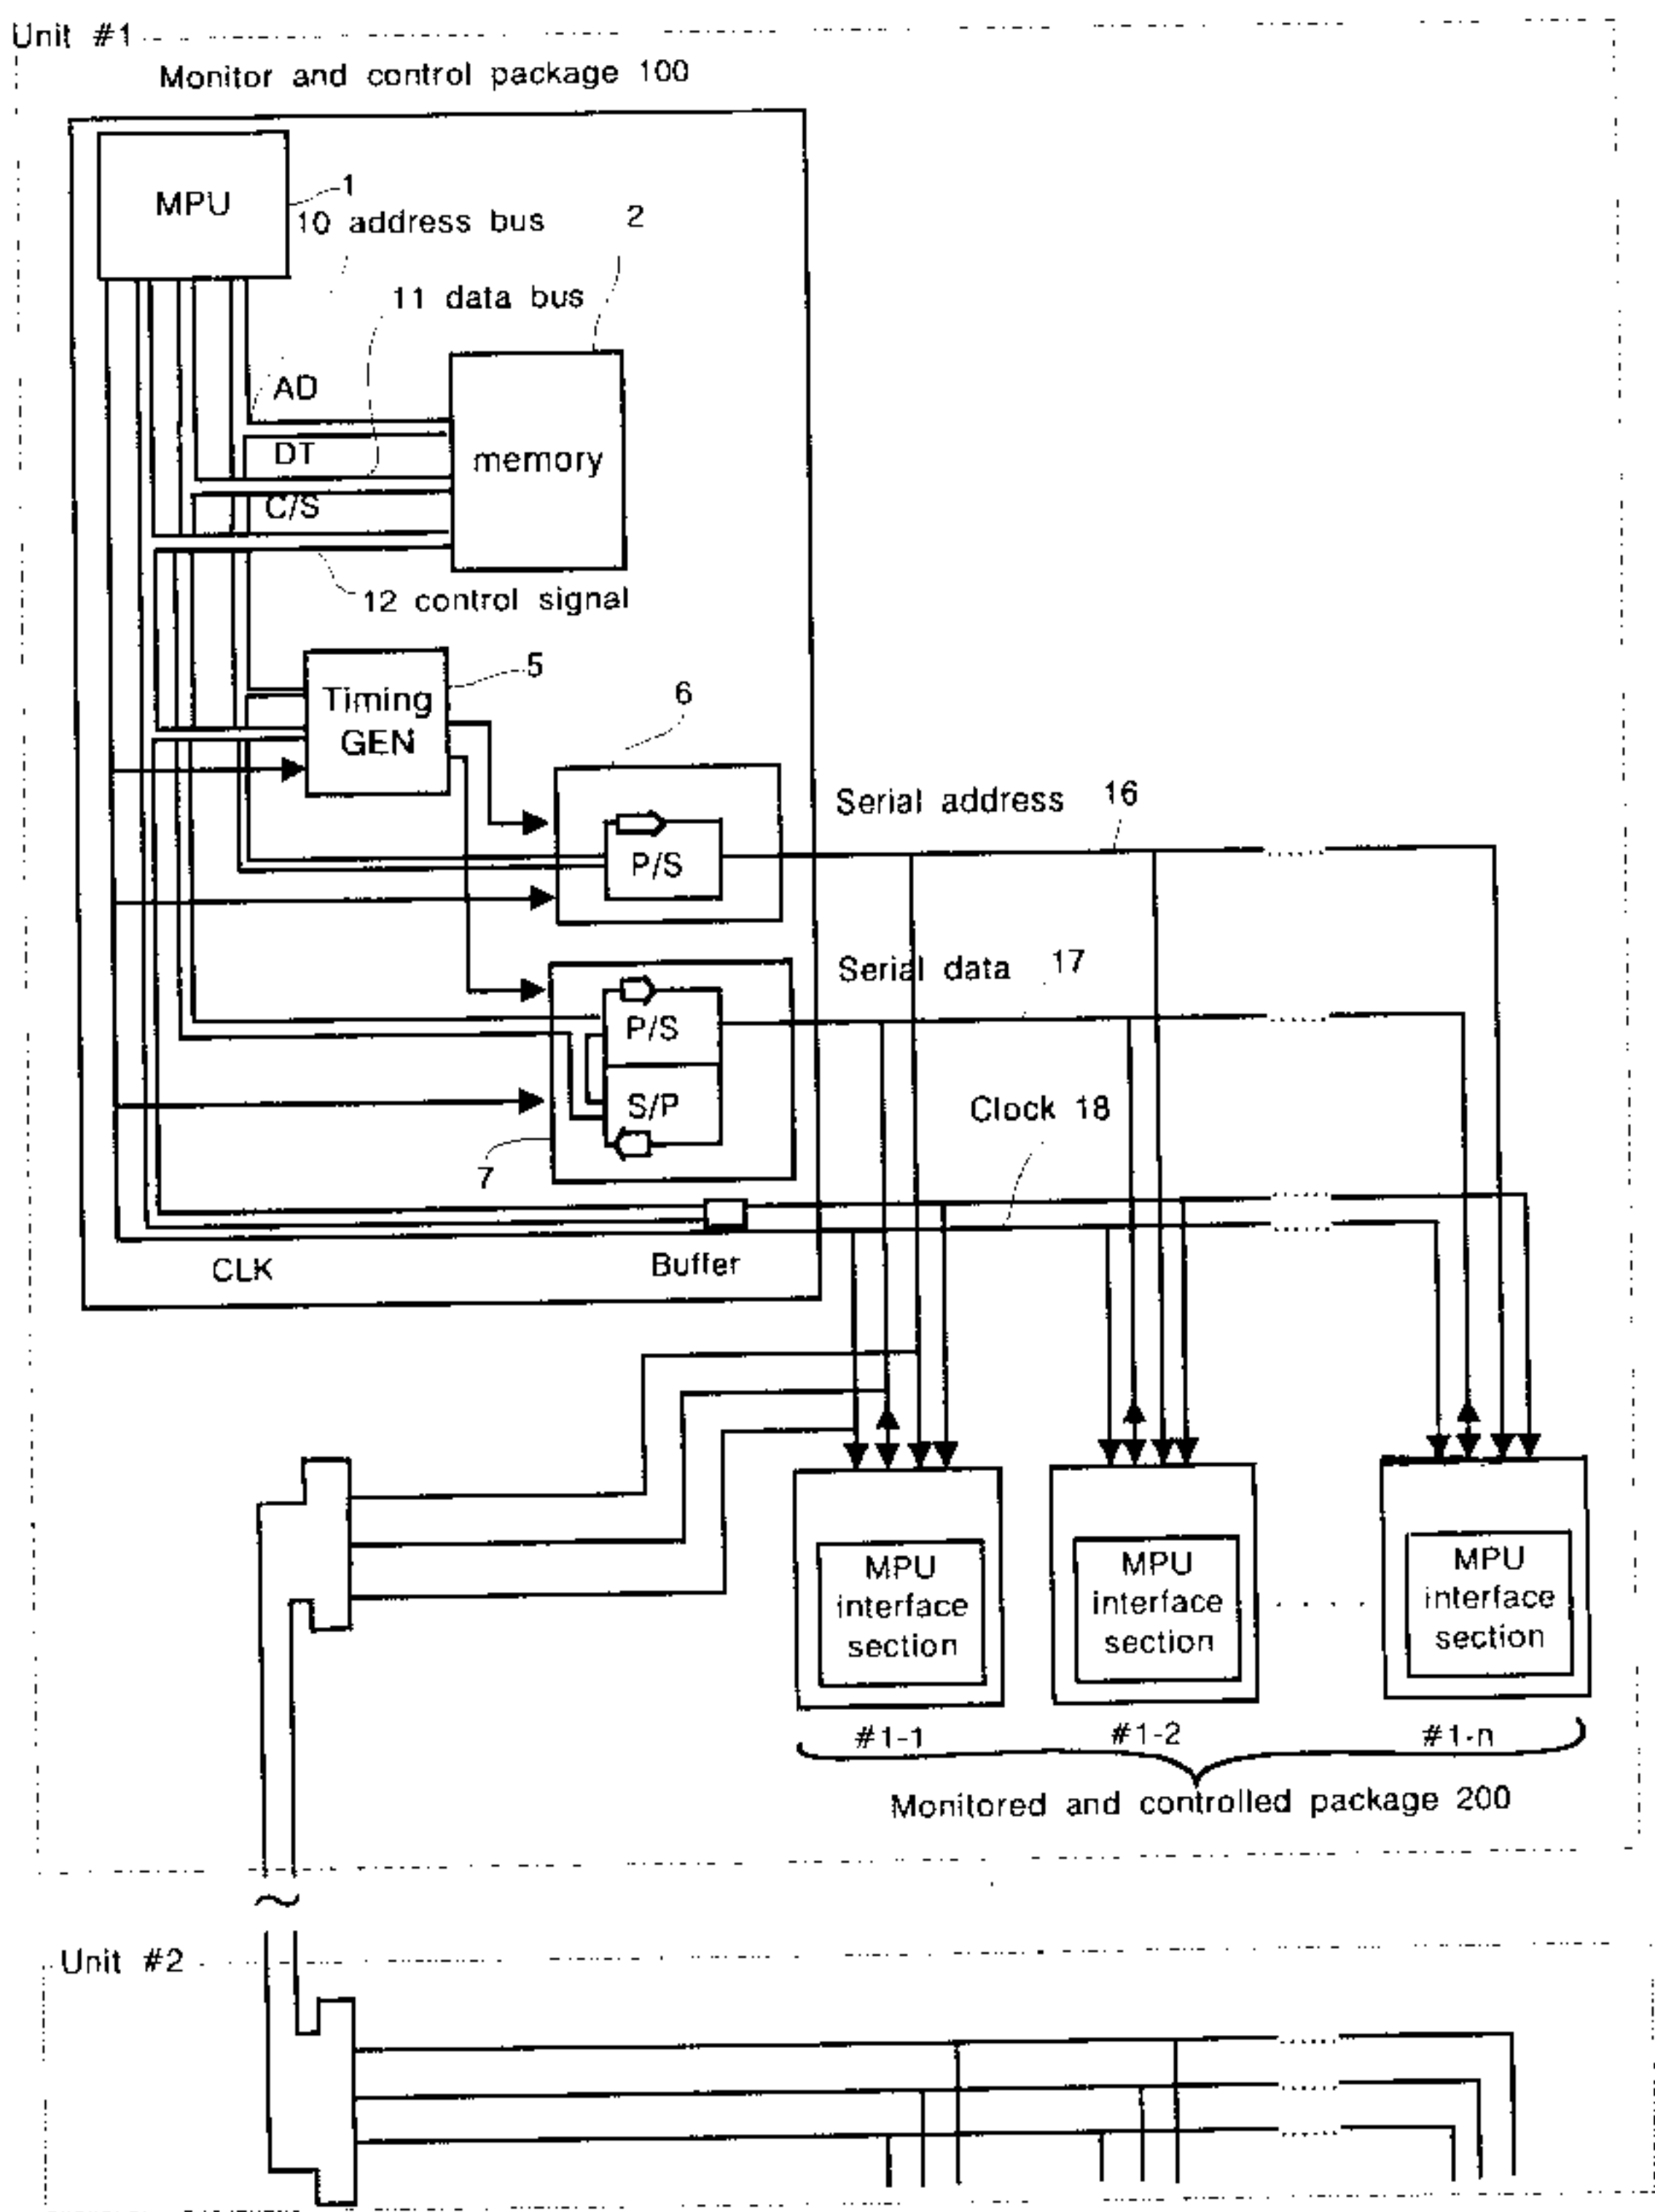 Unit #1
Monitor and control package 100
MPU
1
10 address bus
2
11 data bus
AD
DT
memory
C/S
12 control signal
5
Timing
GEN
6
Serial address 16
P/S
Serial data 17
P/S
S/P
Clock 18
7
CLK
Buffer
MPU
interface
section
MPU
interface
section
MPU
interface
section
#1-1
#1-2
#1-n
Monitored and controlled package 200
Unit #2